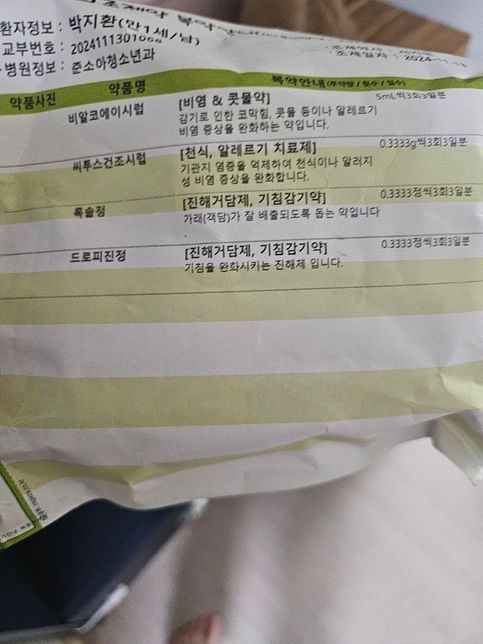 환자정보 : 박지환(만1세/남)
교부번호 : 2024111301068
병원정보 : 준소아청소년과
약품사진 약품명 복약안내
비알코에이시럽 [비염 & 콧물약] 5mL씩3회3일분
감기로 인한 코막힘, 콧물 등이나 알레르기
비염 증상을 완화하는 약입니다.
씨투스건조시럽 [천식, 알레르기 치료제] 0.3333g씩3회3일분
기관지 염증을 억제하여 천식이나 알러지
성 비염 증상을 완화합니다.
록솔정 [진해거담제, 기침감기약] 0.3333정씩3회3일분
가래(객담)가 잘 배출되도록 돕는 약입니다
드로피진정 [진해거담제, 기침감기약] 0.3333정씩3회3일분
기침을 완화시키는 진해제 입니다.